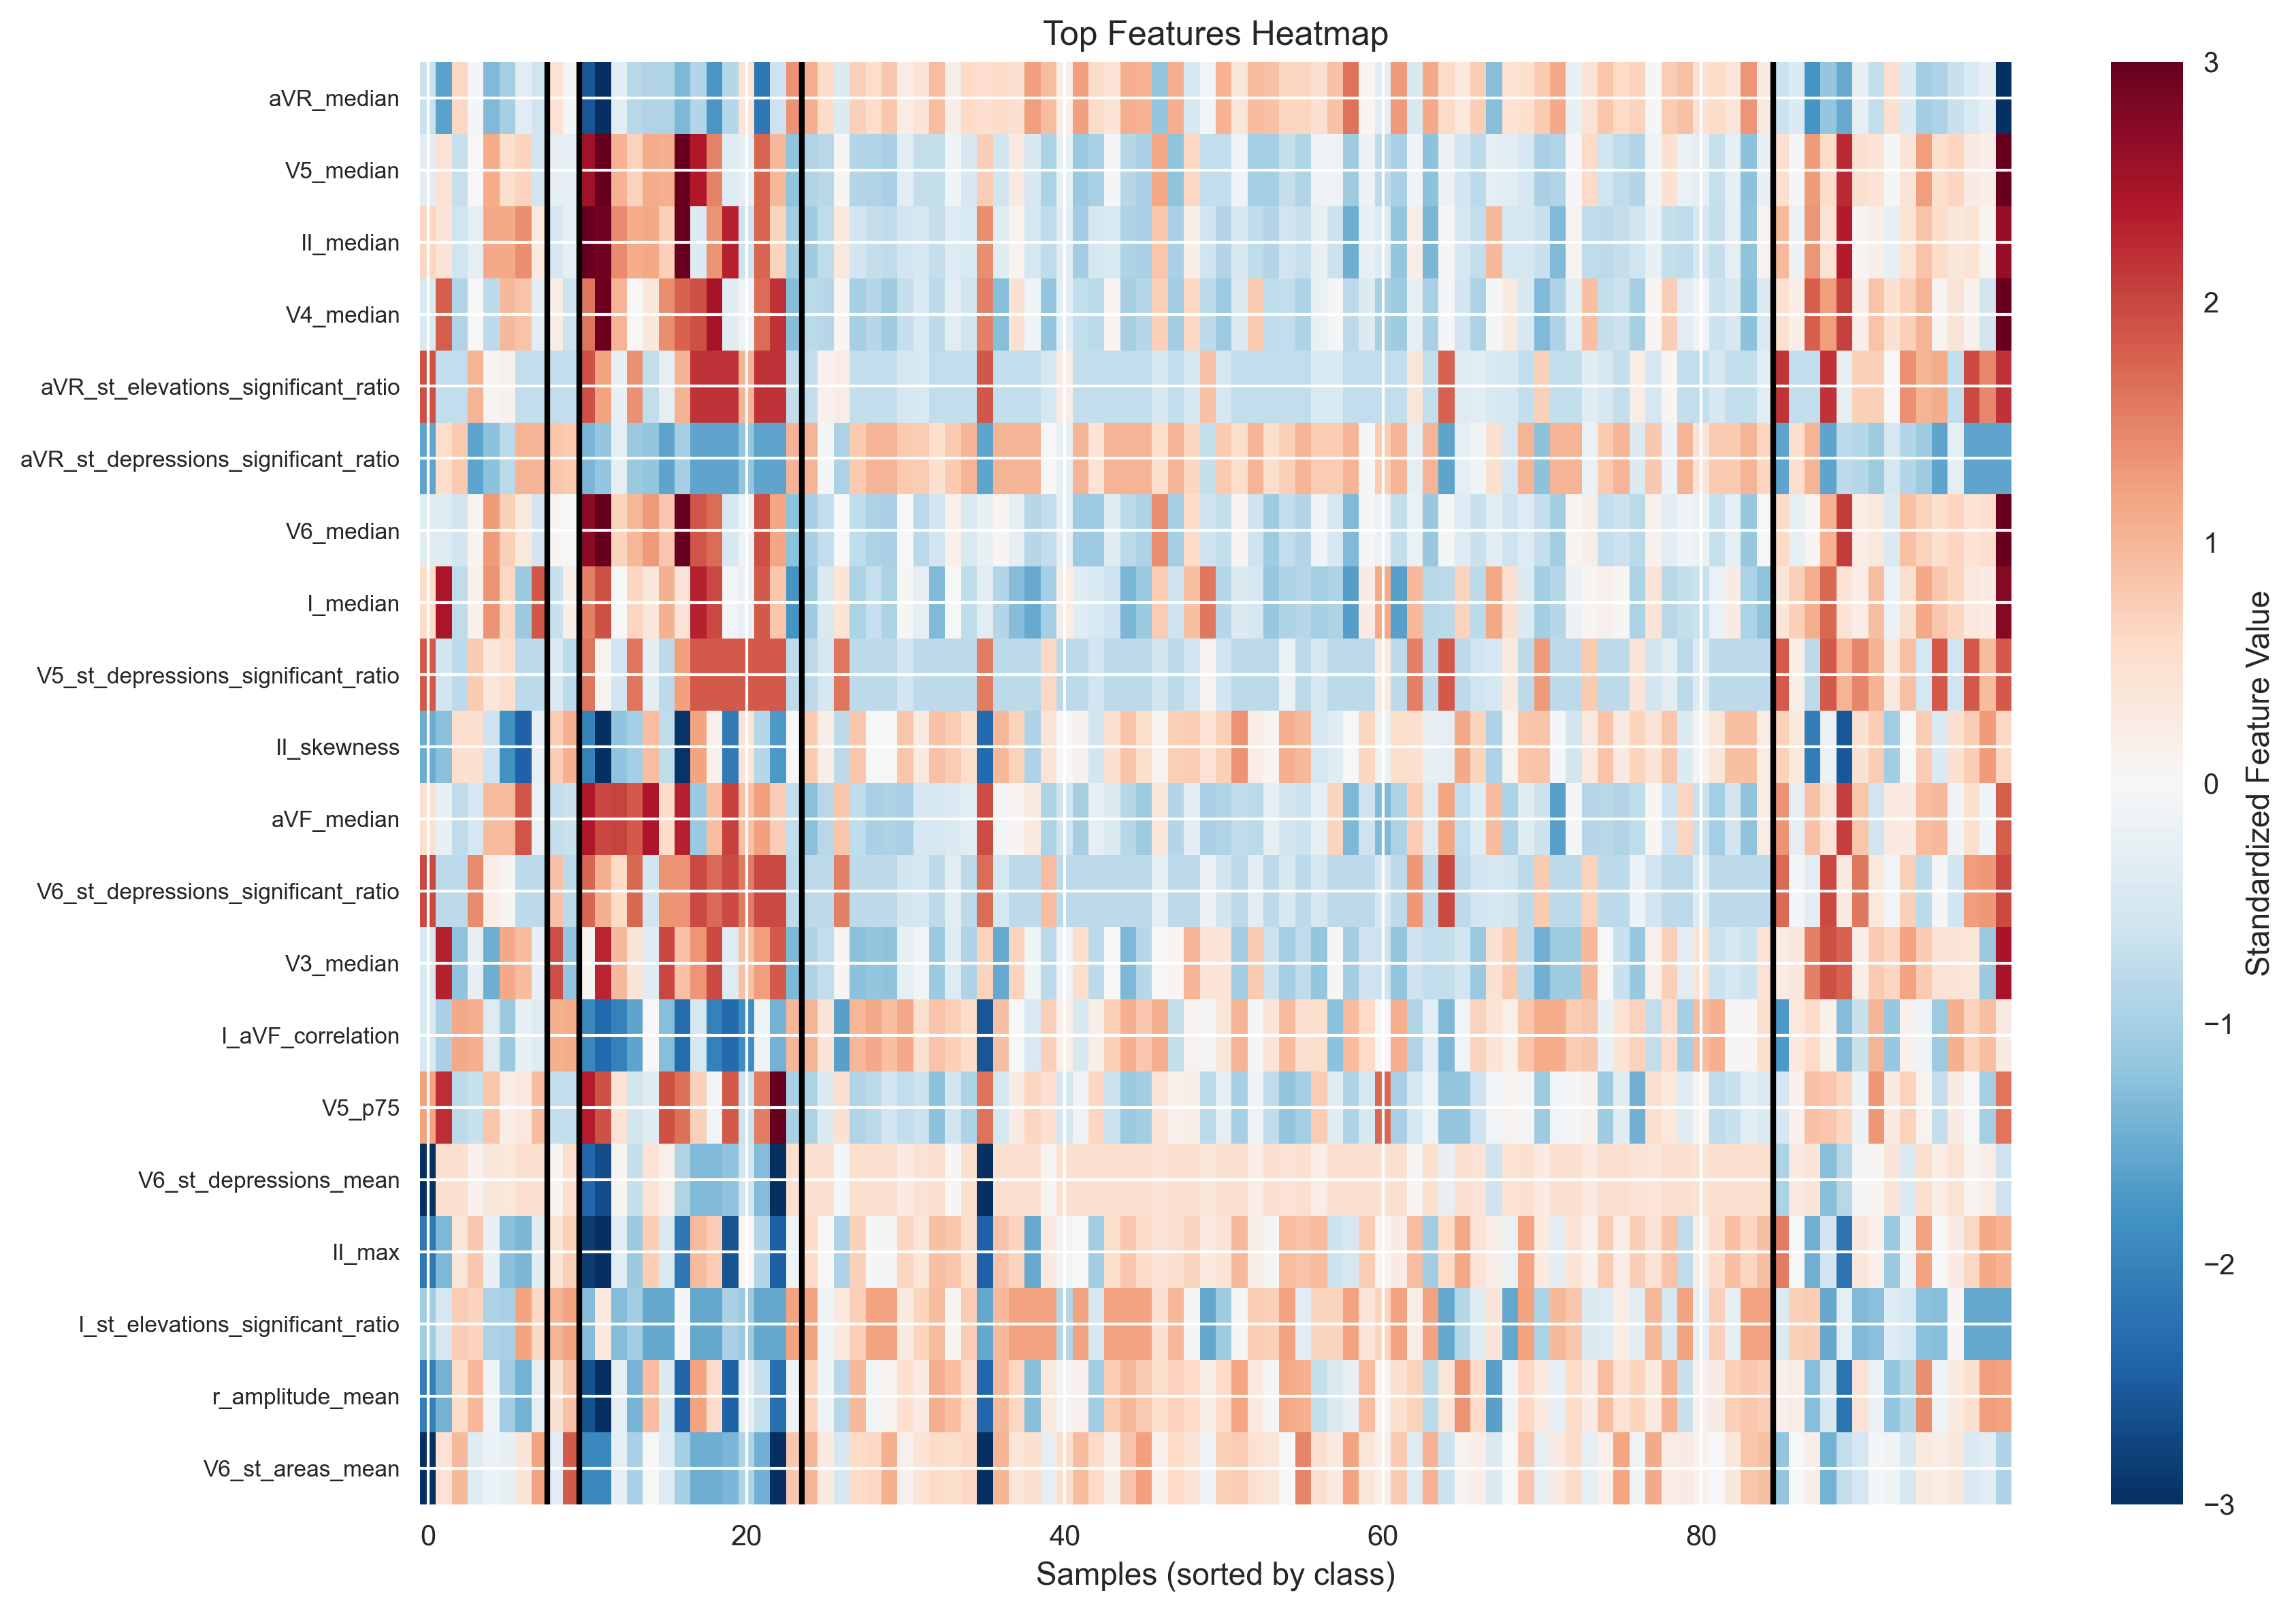 Top Features Heatmap
aVR_median
V5_median
II_median
V4_median
aVR_st_elevations_significant_ratio
aVR_st_depressions_significant_ratio
V6_median
I_median
V5_st_depressions_significant_ratio
II_skewness
aVF_median
V6_st_depressions_significant_ratio
V3_median
I_aVF_correlation
V5_p75
V6_st_depressions_mean
II_max
I_st_elevations_significant_ratio
r_amplitude_mean
V6_st_areas_mean
0 20 40 60 80
Samples (sorted by class)
3
2
1
0
−1
−2
−3
Standardized Feature Value